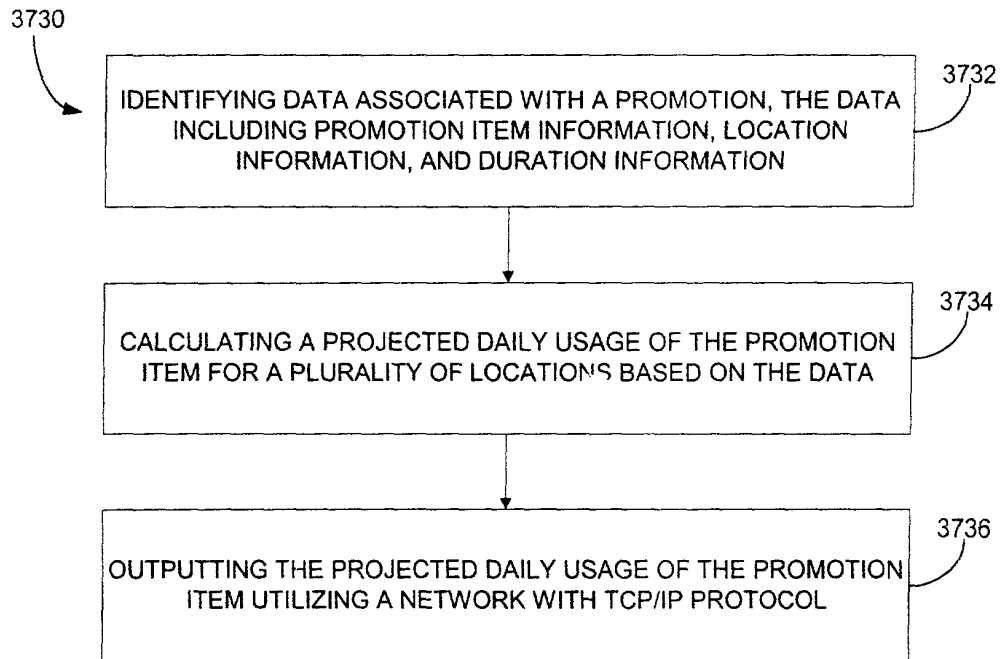 3730
3732
IDENTIFYING DATA ASSOCIATED WITH A PROMOTION, THE DATA
INCLUDING PROMOTION ITEM INFORMATION, LOCATION
INFORMATION, AND DURATION INFORMATION
3734
CALCULATING A PROJECTED DAILY USAGE OF THE PROMOTION
ITEM FOR A PLURALITY OF LOCATIONS BASED ON THE DATA
3736
OUTPUTTING THE PROJECTED DAILY USAGE OF THE PROMOTION
ITEM UTILIZING A NETWORK WITH TCP/IP PROTOCOL